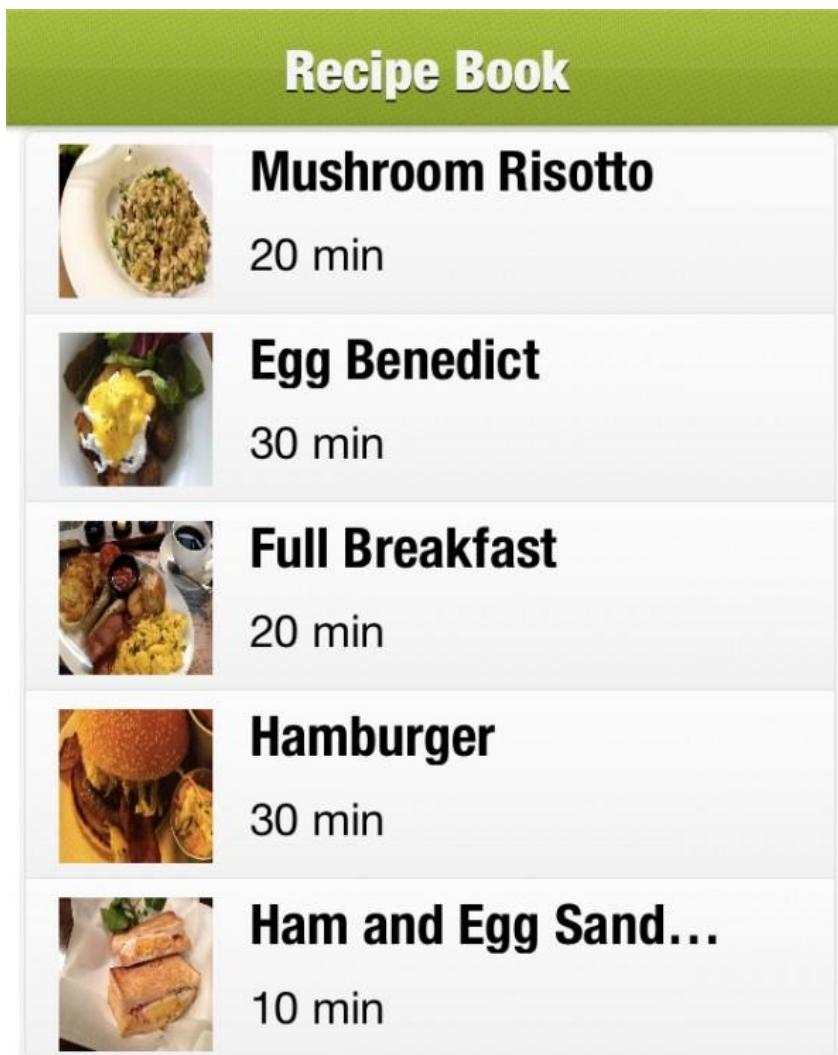 Recipe Book
Mushroom Risotto
20 min
Egg Benedict
30 min
Full Breakfast
20 min
Hamburger
30 min
Ham and Egg Sand...
10 min